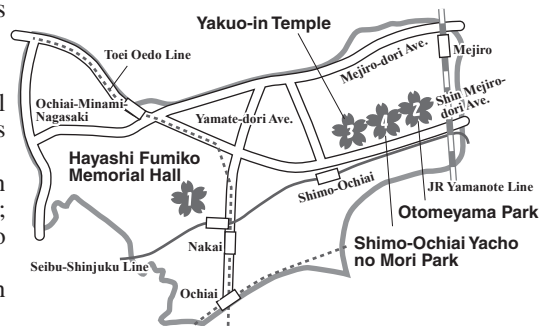 s
l
s
n
;
o
n
Yakuo-in Temple
Toei Oedo Line
Mejiro-dori Ave.
Mejiro
Ochiai-Minami-
Nagasaki
Yamate-dori Ave.
Shin Mejiro-
dori Ave.
3
4
2
Hayashi Fumiko
Memorial Hall
1
Shimo-Ochiai
JR Yamanote Line
Otomeyama Park
Nakai
Shimo-Ochiai Yacho
no Mori Park
Seibu-Shinjuku Line
Ochiai